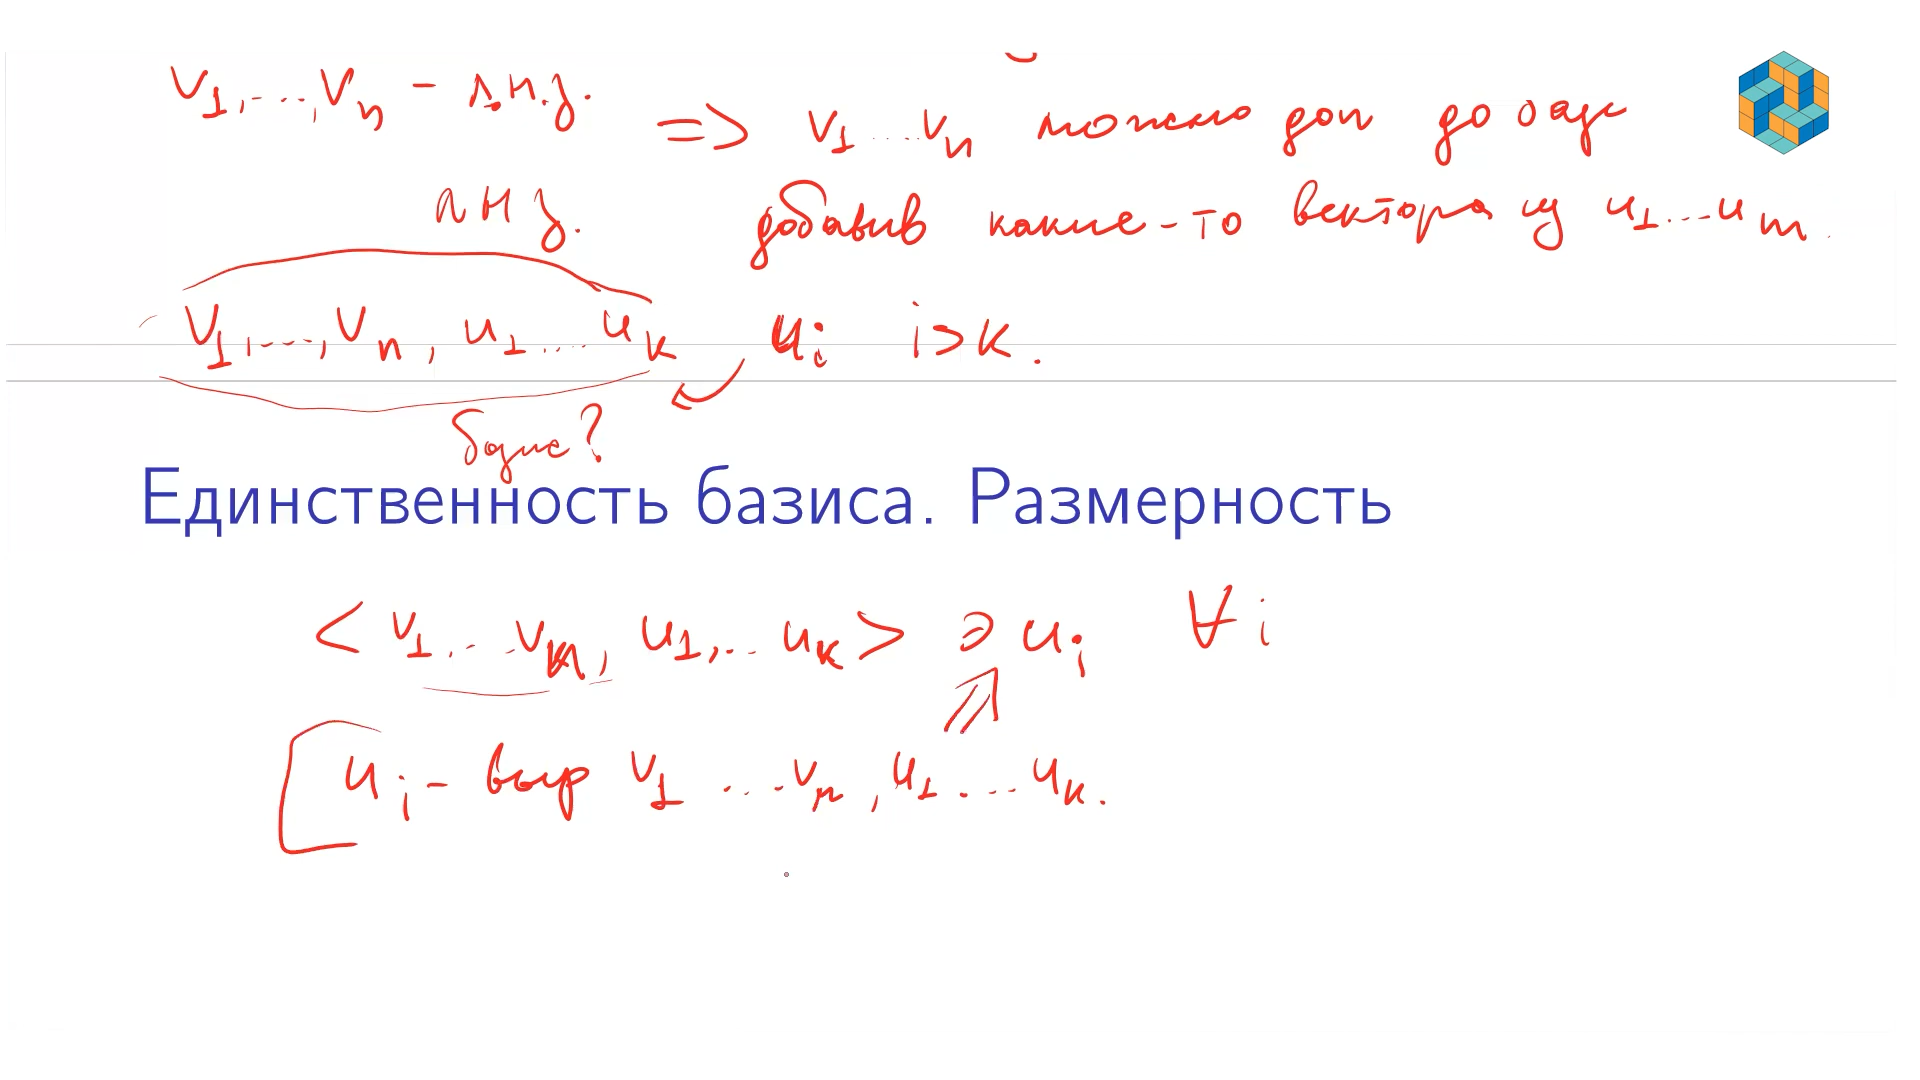 v₁,...,vₙ - л.н.з.
=> v₁...vₙ можно доп до базис
лнз.
добавив какие-то вектора из u₁...uₘ.
v₁,...,vₙ, u₁...uₖ, uᵢ i>k.
базис?
Единственность базиса. Размерность
< v₁...vₙ, u₁,...uₖ > ∋ uᵢ ∀i
uᵢ - выр v₁...vₙ, u₁...uₖ.